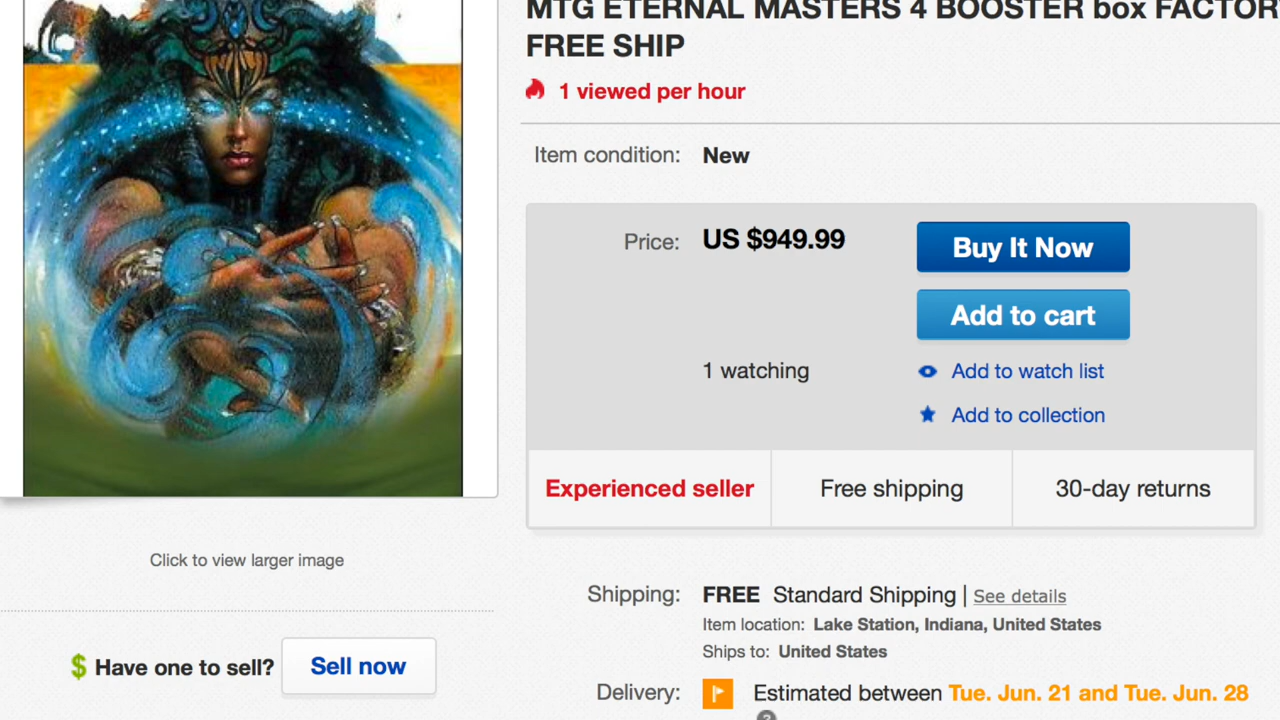 MTG ETERNAL MASTERS 4 BOOSTER box FACTOR
FREE SHIP
1 viewed per hour
Item condition: New
Price: US $949.99
Buy It Now
Add to cart
1 watching
Add to watch list
Add to collection
Experienced seller
Free shipping
30-day returns
Click to view larger image
Shipping: FREE Standard Shipping | See details
Item location: Lake Station, Indiana, United States
Ships to: United States
$ Have one to sell? Sell now
Delivery: Estimated between Tue. Jun. 21 and Tue. Jun. 28
?